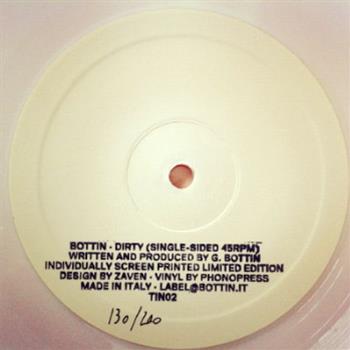 BOTTIN - DIRTY (SINGLE-SIDED 45RPM)
WRITTEN AND PRODUCED BY G. BOTTIN
INDIVIDUALLY SCREEN PRINTED LIMITED EDITION
DESIGN BY ZAVEN - VINYL BY PHONOPRESS
MADE IN ITALY - LABEL@BOTTIN.IT
TIN02
130/200